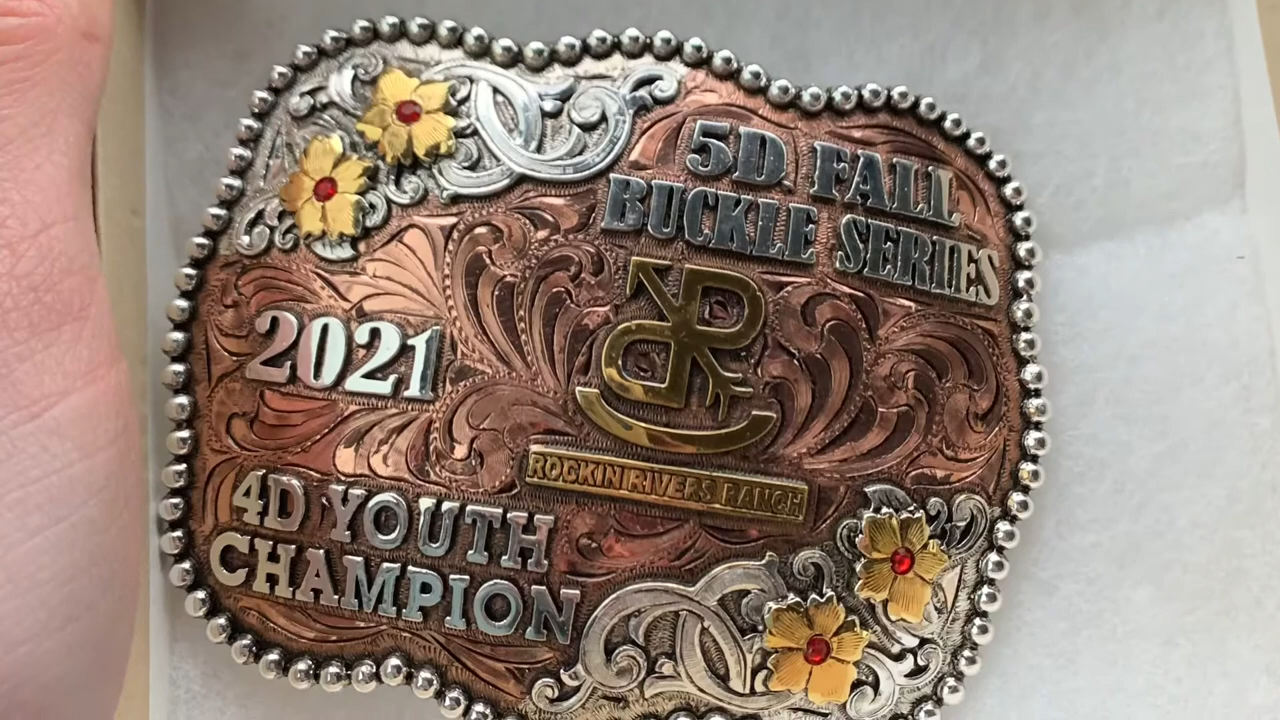 5D FALL
BUCKLE SERIES
2021
ROCKIN RIVERS RANCH
4D YOUTH
CHAMPION